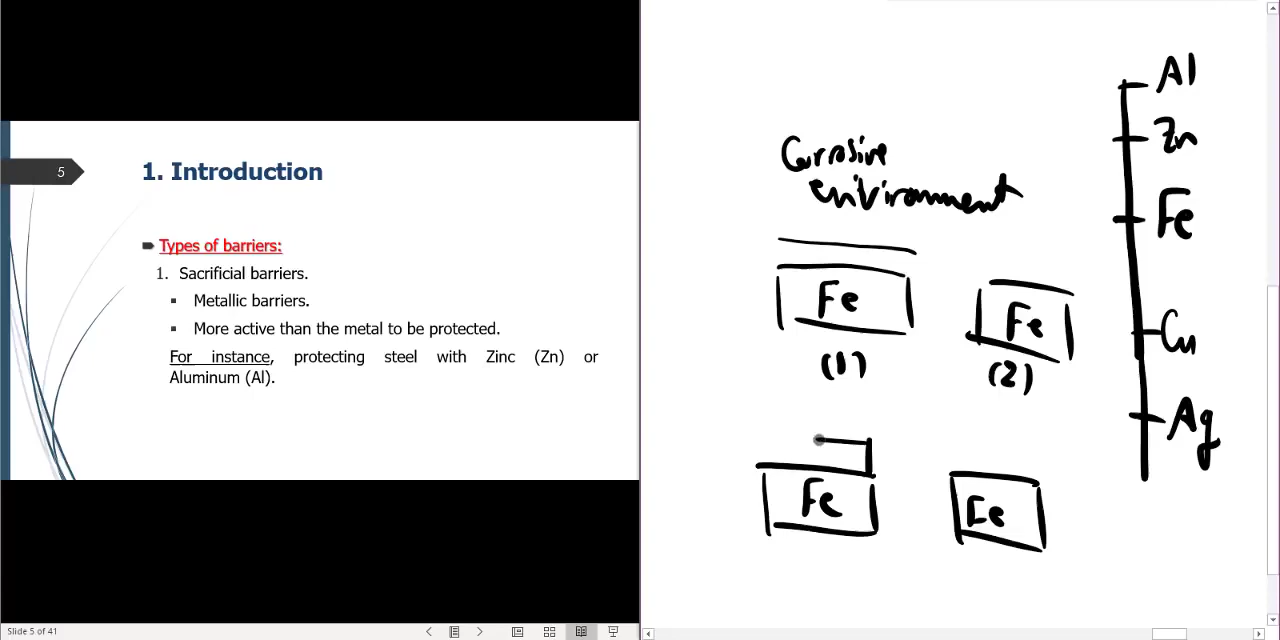 5
1. Introduction
Types of barriers:
1. Sacrificial barriers.
▪ Metallic barriers.
▪ More active than the metal to be protected.
For instance, protecting steel with Zinc (Zn) or
Aluminum (Al).
Slide 5 of 41
Corrosive
environment
Fe
(1)
Fe
(2)
Fe
Fe
Al
Zn
Fe
Cu
Ag